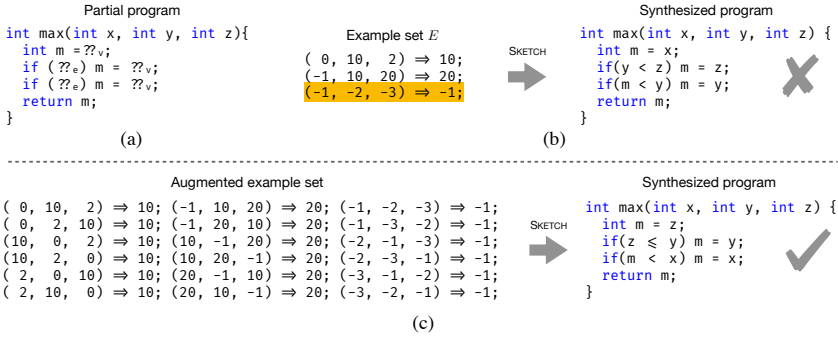 Partial program
int max(int x, int y, int z){
  int m =??ᵥ;
  if (??ₑ) m = ??ᵥ;
  if (??ₑ) m = ??ᵥ;
  return m;
}
(a)
Example set E
( 0, 10,  2) ⇒ 10;
(-1, 10, 20) ⇒ 20;
(-1, -2, -3) ⇒ -1;
SKETCH
Synthesized program
int max(int x, int y, int z) {
  int m = x;
  if(y < z) m = z;
  if(m < y) m = y;
  return m;
}
(b)
Augmented example set
( 0, 10,  2) ⇒ 10; (-1, 10, 20) ⇒ 20; (-1, -2, -3) ⇒ -1;
( 0,  2, 10) ⇒ 10; (-1, 20, 10) ⇒ 20; (-1, -3, -2) ⇒ -1;
(10,  0,  2) ⇒ 10; (10, -1, 20) ⇒ 20; (-2, -1, -3) ⇒ -1;
(10,  2,  0) ⇒ 10; (10, 20, -1) ⇒ 20; (-2, -3, -1) ⇒ -1;
( 2,  0, 10) ⇒ 10; (20, -1, 10) ⇒ 20; (-3, -1, -2) ⇒ -1;
( 2, 10,  0) ⇒ 10; (20, 10, -1) ⇒ 20; (-3, -2, -1) ⇒ -1;
SKETCH
Synthesized program
int max(int x, int y, int z) {
  int m = z;
  if(z ⩽ y) m = y;
  if(m < x) m = x;
  return m;
}
(c)